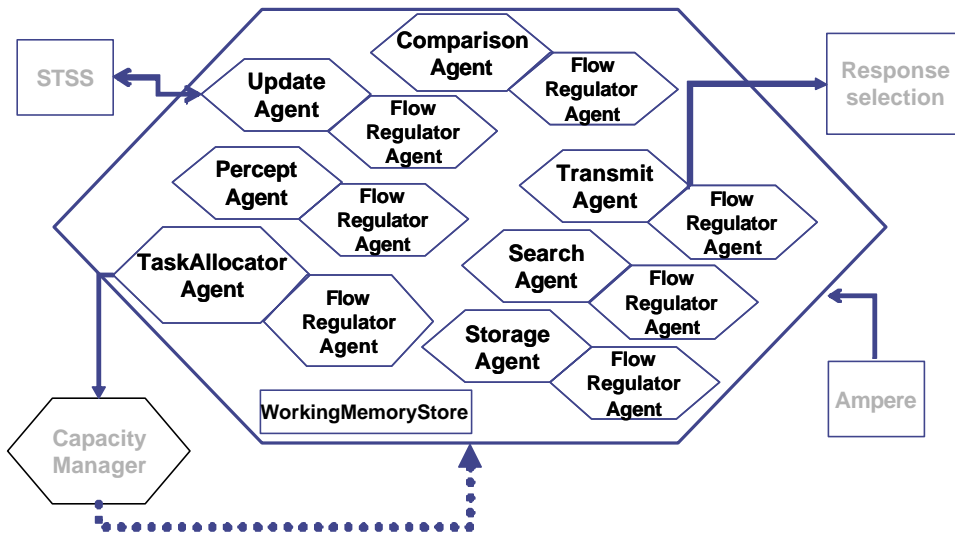 STSS
Comparison
Agent
Flow
Regulator
Agent
Response
selection
Update
Agent
Flow
Regulator
Agent
Percept
Agent
Flow
Regulator
Agent
Transmit
Agent
Flow
Regulator
Agent
TaskAllocator
Agent
Flow
Regulator
Agent
Search
Agent
Flow
Regulator
Agent
Storage
Agent
Flow
Regulator
Agent
WorkingMemoryStore
Ampere
Capacity
Manager